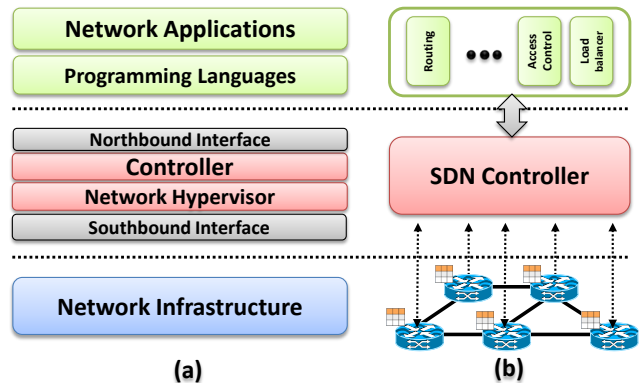 Network Applications
Programming Languages
Northbound Interface
Controller
Network Hypervisor
Southbound Interface
Network Infrastructure
(a)
Routing
Access
Control
Load
balancer
SDN Controller
(b)